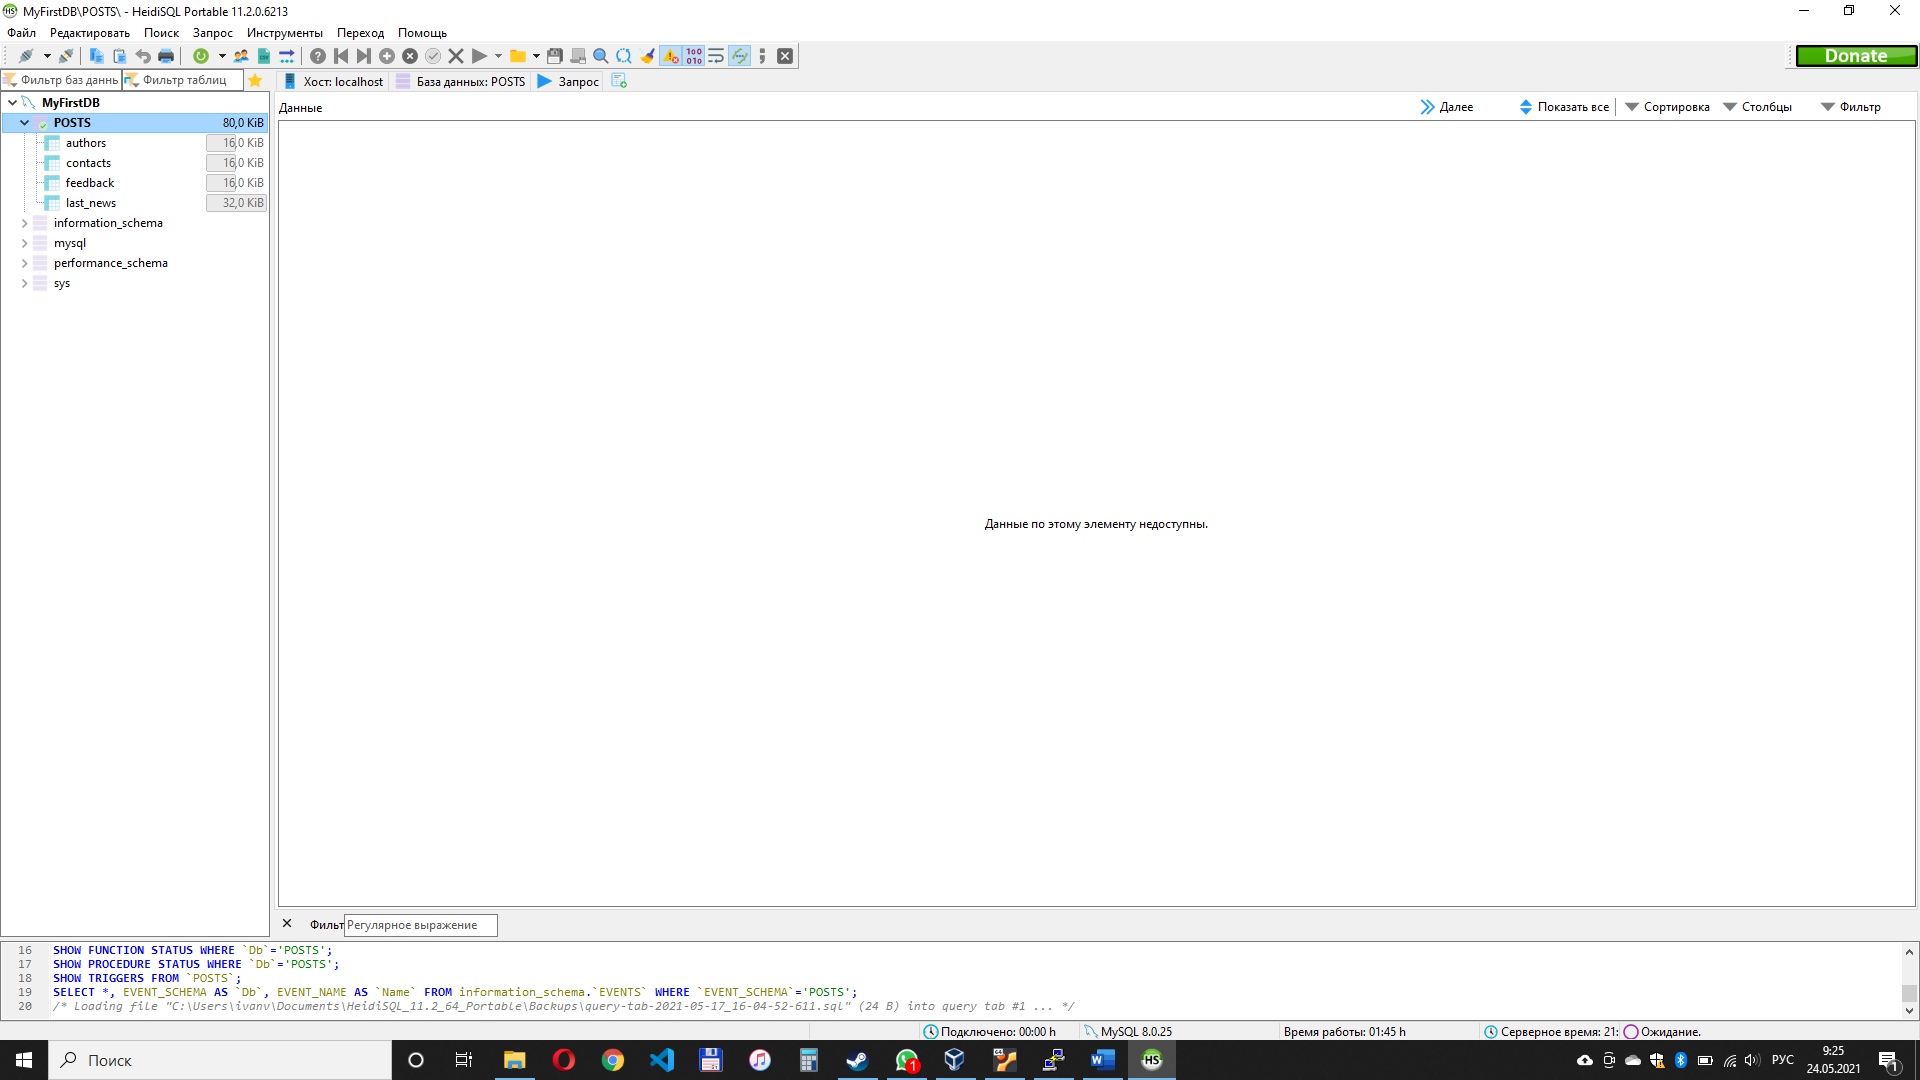 MyFirstDB\POSTS\ - HeidiSQL Portable 11.2.0.6213
Файл Редактировать Поиск Запрос Инструменты Переход Помощь
Donate
Фильтр баз данн Фильтр таблиц
Хост: localhost База данных: POSTS Запрос
MyFirstDB
POSTS 80,0 KiB
authors 16,0 KiB
contacts 16,0 KiB
feedback 16,0 KiB
last_news 32,0 KiB
information_schema
mysql
performance_schema
sys
Данные Далее Показать все Сортировка Столбцы Фильтр
Данные по этому элементу недоступны.
Фильт Регулярное выражение
16 SHOW FUNCTION STATUS WHERE `Db`='POSTS';
17 SHOW PROCEDURE STATUS WHERE `Db`='POSTS';
18 SHOW TRIGGERS FROM `POSTS`;
19 SELECT *, EVENT_SCHEMA AS `Db`, EVENT_NAME AS `Name` FROM information_schema.`EVENTS` WHERE `EVENT_SCHEMA`='POSTS';
20 /* Loading file "C:\Users\ivanv\Documents\HeidiSQL_11.2_64_Portable\Backups\query-tab-2021-05-17_16-04-52-611.sql" (24 B) into query tab #1 ... */
Подключено: 00:00 h MySQL 8.0.25 Время работы: 01:45 h Серверное время: 21: Ожидание.
Поиск
РУС
9:25
24.05.2021